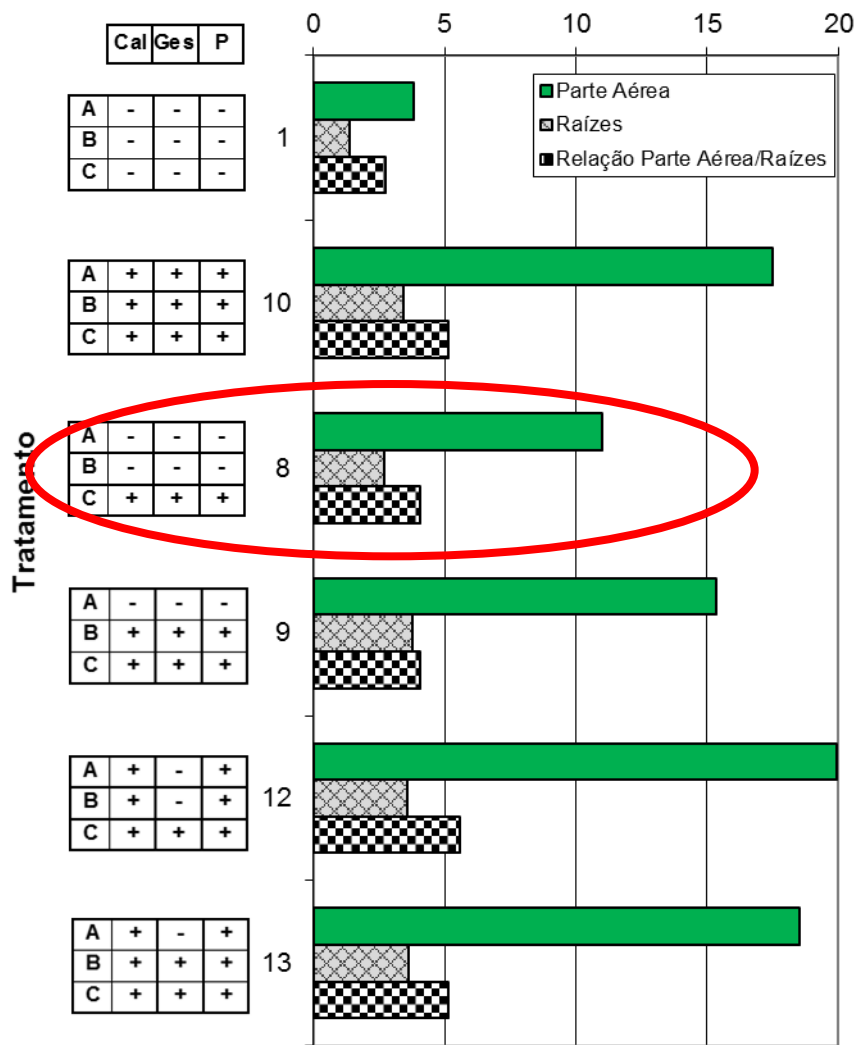 0 5 10 15 20
Cal Ges P
Parte Aérea
Raízes
Relação Parte Aérea/Raízes
Tratamento
A - - -
B - - -
C - - -
1
A + + +
B + + +
C + + +
10
A - - -
B - - -
C + + +
8
A - - -
B + + +
C + + +
9
A + - +
B + - +
C + + +
12
A + - +
B + + +
C + + +
13